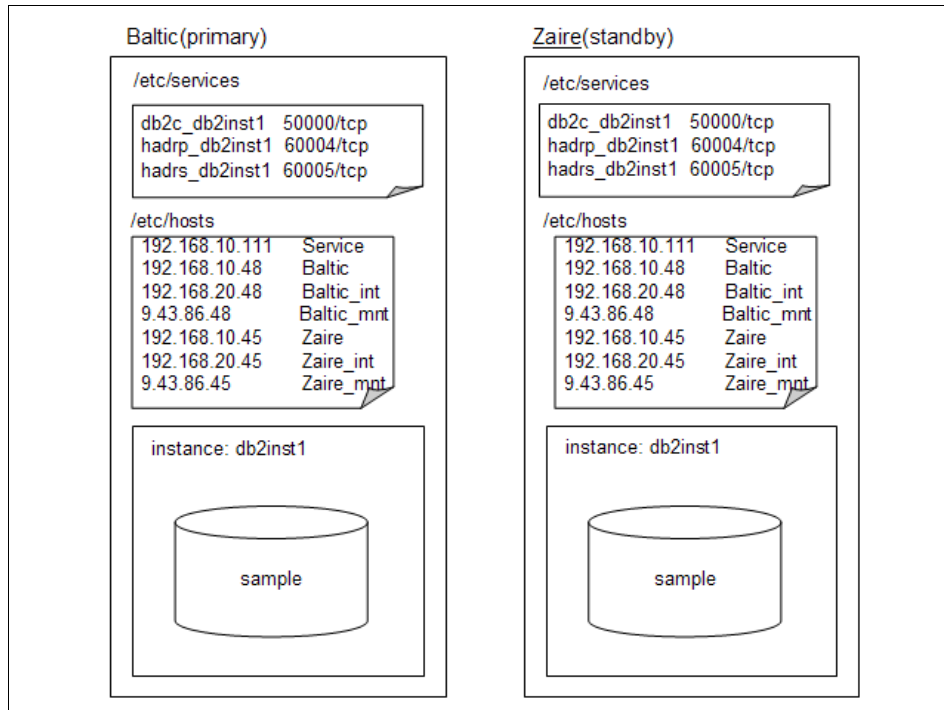 Baltic(primary)
/etc/services
db2c_db2inst1 50000/tcp
hadrp_db2inst1 60004/tcp
hadrs_db2inst1 60005/tcp
/etc/hosts
192.168.10.111 Service
192.168.10.48 Baltic
192.168.20.48 Baltic_int
9.43.86.48 Baltic_mnt
192.168.10.45 Zaire
192.168.20.45 Zaire_int
9.43.86.45 Zaire_mnt
instance: db2inst1
sample
Zaire(standby)
/etc/services
db2c_db2inst1 50000/tcp
hadrp_db2inst1 60004/tcp
hadrs_db2inst1 60005/tcp
/etc/hosts
192.168.10.111 Service
192.168.10.48 Baltic
192.168.20.48 Baltic_int
9.43.86.48 Baltic_mnt
192.168.10.45 Zaire
192.168.20.45 Zaire_int
9.43.86.45 Zaire_mnt
instance: db2inst1
sample